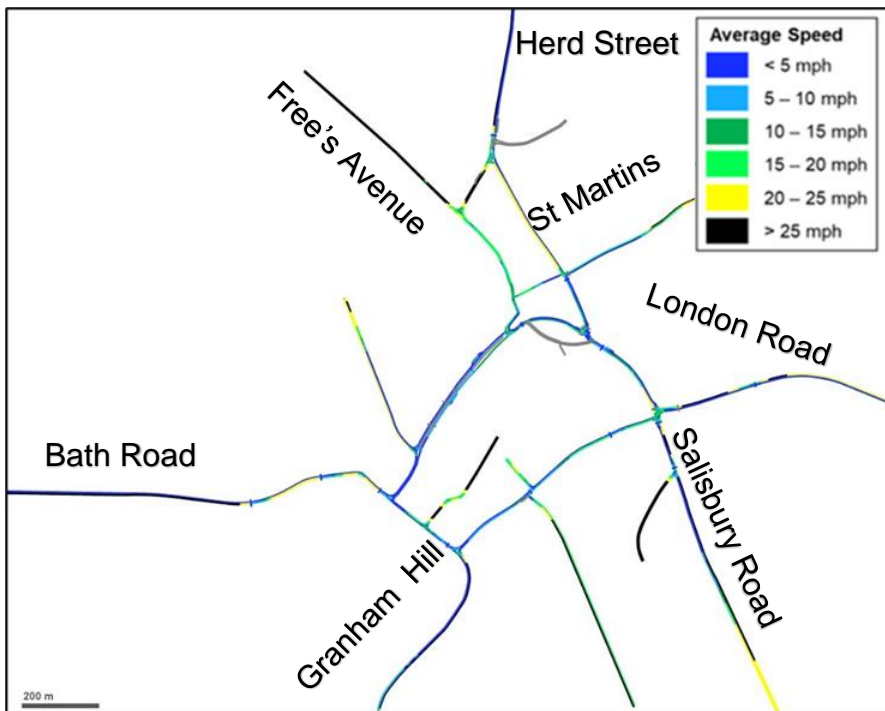 Herd Street
Average Speed
< 5 mph
5 – 10 mph
10 – 15 mph
15 – 20 mph
20 – 25 mph
> 25 mph
Free's Avenue
St Martins
London Road
Bath Road
Salisbury Road
Granham Hill
200 m